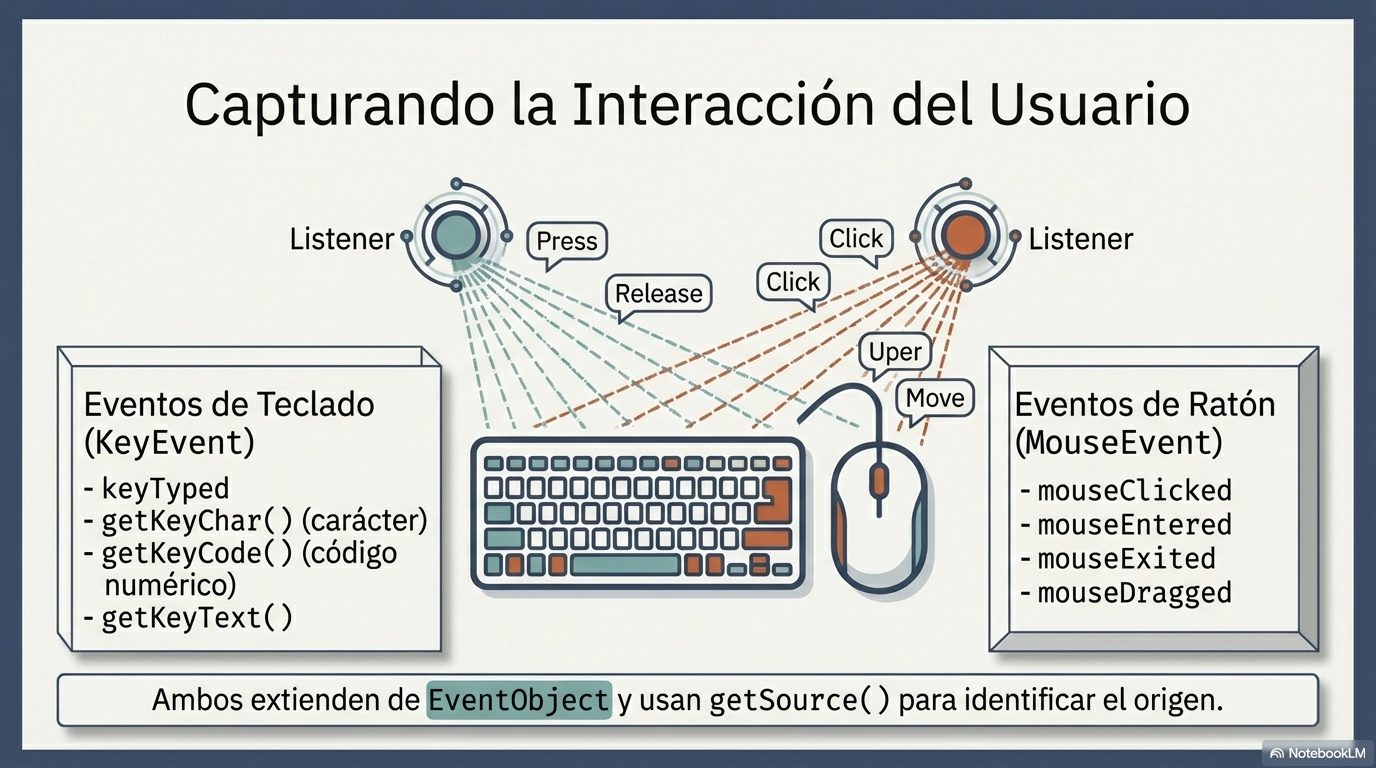 Capturando la Interacción del Usuario
Listener
Press
Release
Click
Click
Listener
Uper
Move
Eventos de Teclado
(KeyEvent)
- keyTyped
- getKeyChar() (carácter)
- getKeyCode() (código
numérico)
- getKeyText()
Eventos de Ratón
(MouseEvent)
- mouseClicked
- mouseEntered
- mouseExited
- mouseDragged
Ambos extienden de EventObject y usan getSource() para identificar el origen.
NotebookLM